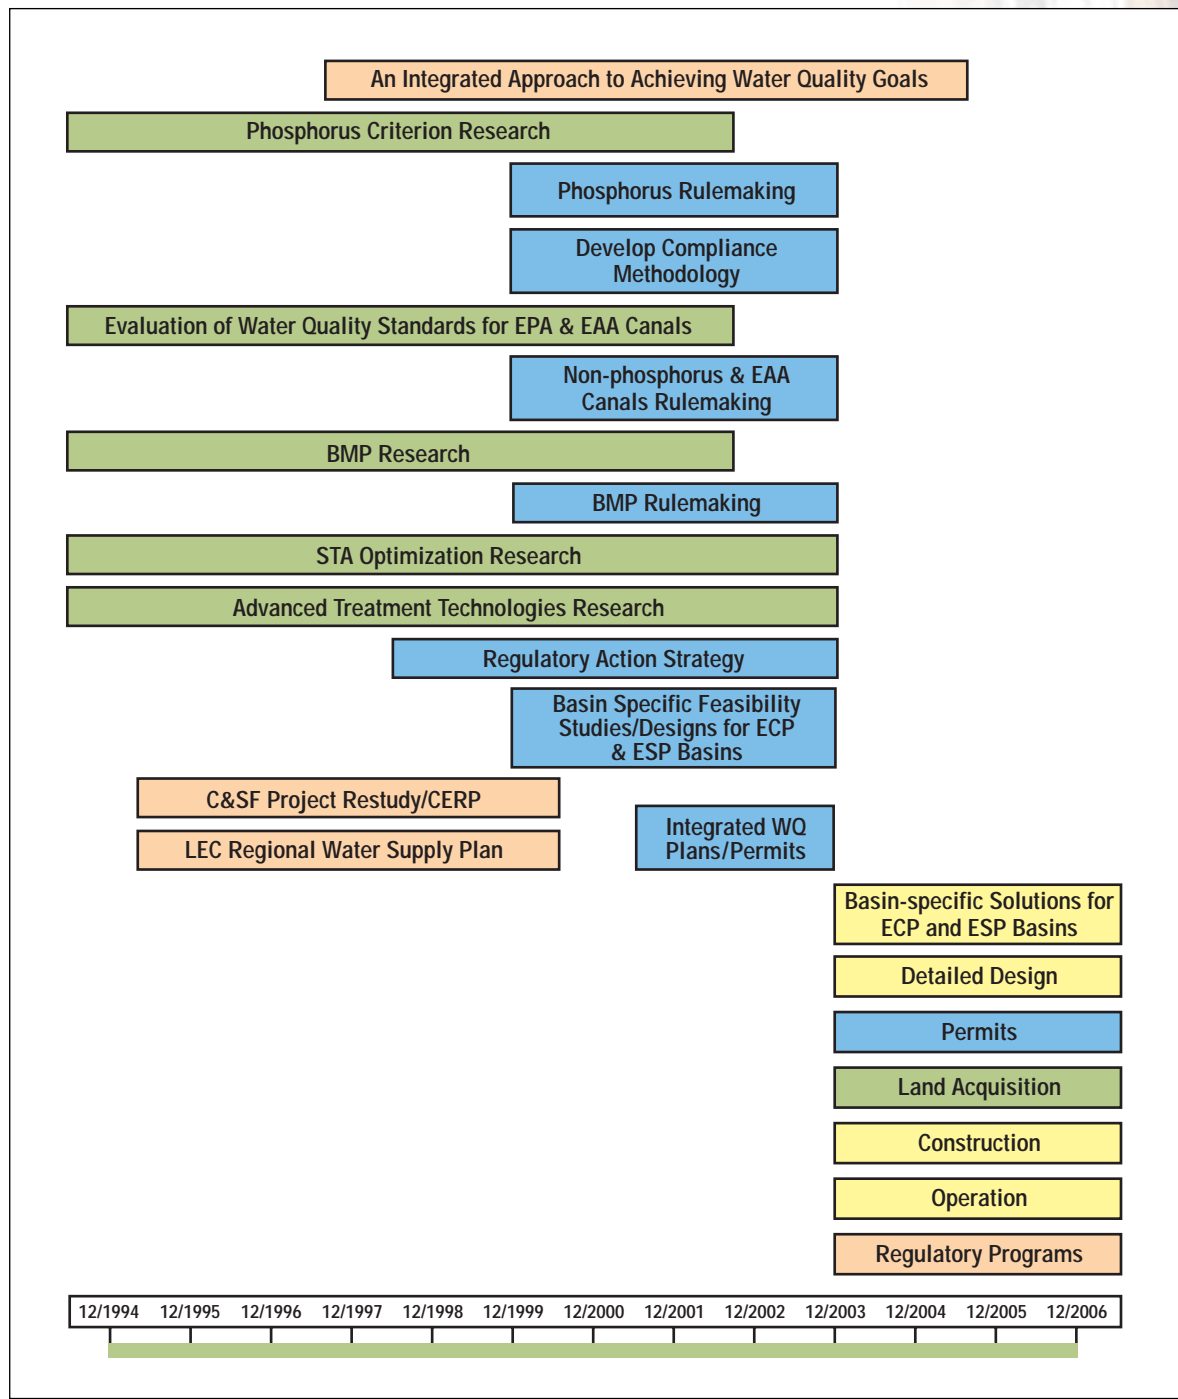 An Integrated Approach to Achieving Water Quality Goals
Phosphorus Criterion Research
Phosphorus Rulemaking
Develop Compliance
Methodology
Evaluation of Water Quality Standards for EPA & EAA Canals
Non-phosphorus & EAA
Canals Rulemaking
BMP Research
BMP Rulemaking
STA Optimization Research
Advanced Treatment Technologies Research
Regulatory Action Strategy
Basin Specific Feasibility
Studies/Designs for ECP
& ESP Basins
C&SF Project Restudy/CERP
LEC Regional Water Supply Plan
Integrated WQ
Plans/Permits
Basin-specific Solutions for
ECP and ESP Basins
Detailed Design
Permits
Land Acquisition
Construction
Operation
Regulatory Programs
12/1994 12/1995 12/1996 12/1997 12/1998 12/1999 12/2000 12/2001 12/2002 12/2003 12/2004 12/2005 12/2006